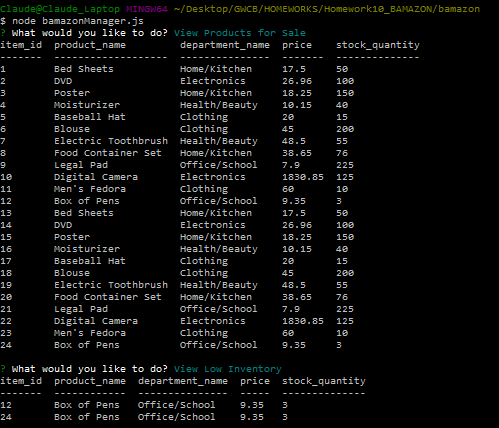 Claude@Claude_Laptop MINGW64 ~/Desktop/GWCB/HOMEWORKS/Homework10_BAMAZON/bamazon
$ node bamazonManager.js
? What would you like to do? View Products for Sale
item_id  product_name  department_name  price  stock_quantity
-------  -------------------  ---------------  -------  --------------
1  Bed Sheets  Home/Kitchen  17.5  50
2  DVD  Electronics  26.96  100
3  Poster  Home/Kitchen  18.25  150
4  Moisturizer  Health/Beauty  10.15  40
5  Baseball Hat  Clothing  20  15
6  Blouse  Clothing  45  200
7  Electric Toothbrush  Health/Beauty  48.5  55
8  Food Container Set  Home/Kitchen  38.65  76
9  Legal Pad  Office/School  7.9  225
10  Digital Camera  Electronics  1830.85  125
11  Men's Fedora  Clothing  60  10
12  Box of Pens  Office/School  9.35  3
13  Bed Sheets  Home/Kitchen  17.5  50
14  DVD  Electronics  26.96  100
15  Poster  Home/Kitchen  18.25  150
16  Moisturizer  Health/Beauty  10.15  40
17  Baseball Hat  Clothing  20  15
18  Blouse  Clothing  45  200
19  Electric Toothbrush  Health/Beauty  48.5  55
20  Food Container Set  Home/Kitchen  38.65  76
21  Legal Pad  Office/School  7.9  225
22  Digital Camera  Electronics  1830.85  125
23  Men's Fedora  Clothing  60  10
24  Box of Pens  Office/School  9.35  3
? What would you like to do? View Low Inventory
item_id  product_name  department_name  price  stock_quantity
-------  ------------  ---------------  -----  --------------
12  Box of Pens  Office/School  9.35  3
24  Box of Pens  Office/School  9.35  3